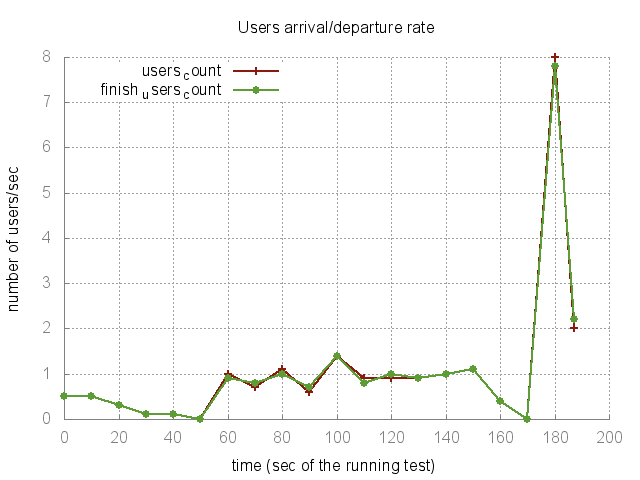 Users arrival/departure rate
users_count
finish_users_count
number of users/sec
8
7
6
5
4
3
2
1
0
0 20 40 60 80 100 120 140 160 180 200
time (sec of the running test)